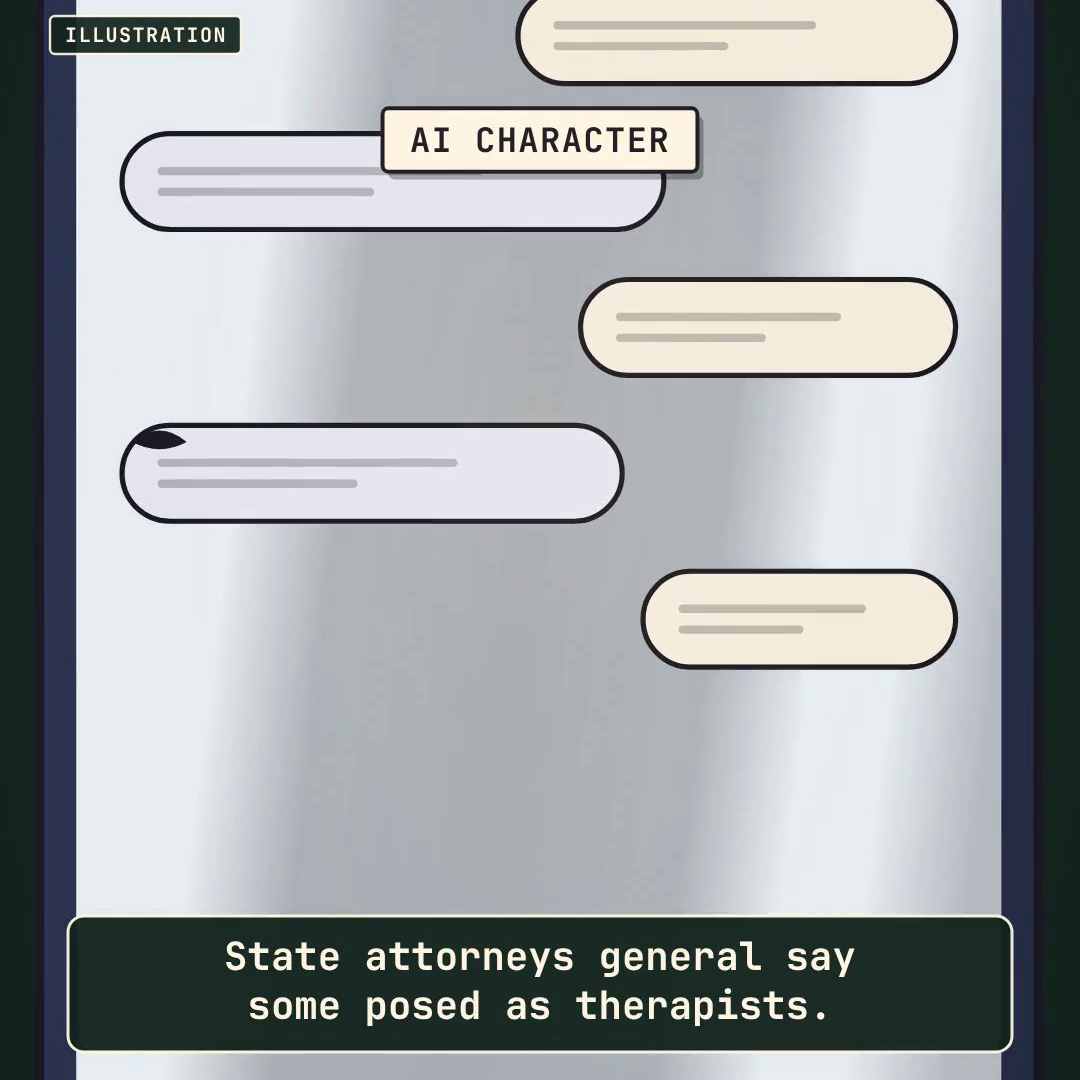 ILLUSTRATION
AI CHARACTER
State attorneys general say
some posed as therapists.